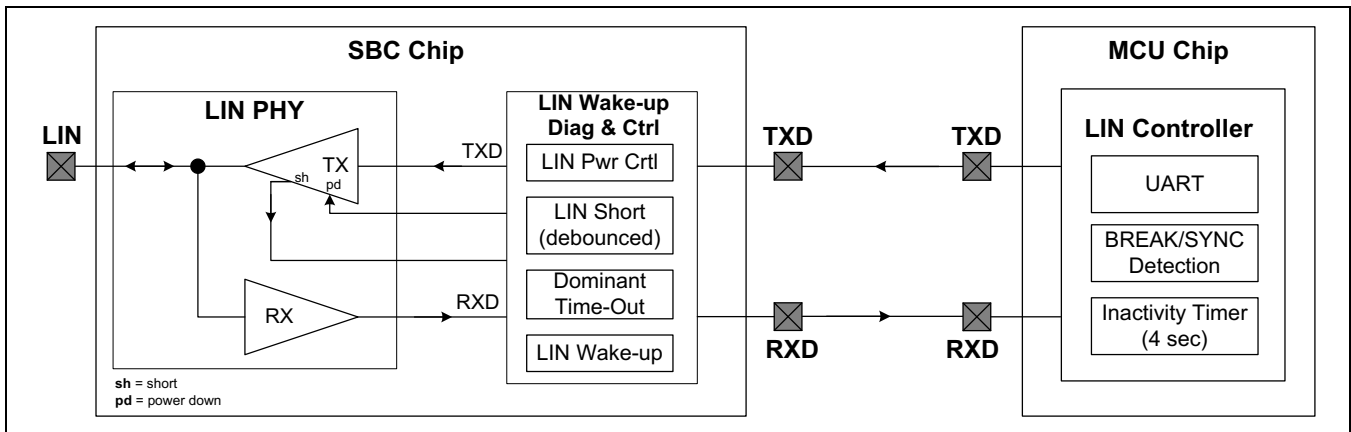 SBC Chip
MCU Chip
LIN PHY
LIN Wake-up
Diag & Ctrl
LIN Controller
LIN
TXD
TXD
TXD
TX
sh
pd
LIN Pwr Crtl
UART
LIN Short
(debounced)
BREAK/SYNC
Detection
Dominant
Time-Out
RXD
RX
Inactivity Timer
(4 sec)
LIN Wake-up
RXD
RXD
sh = short
pd = power down